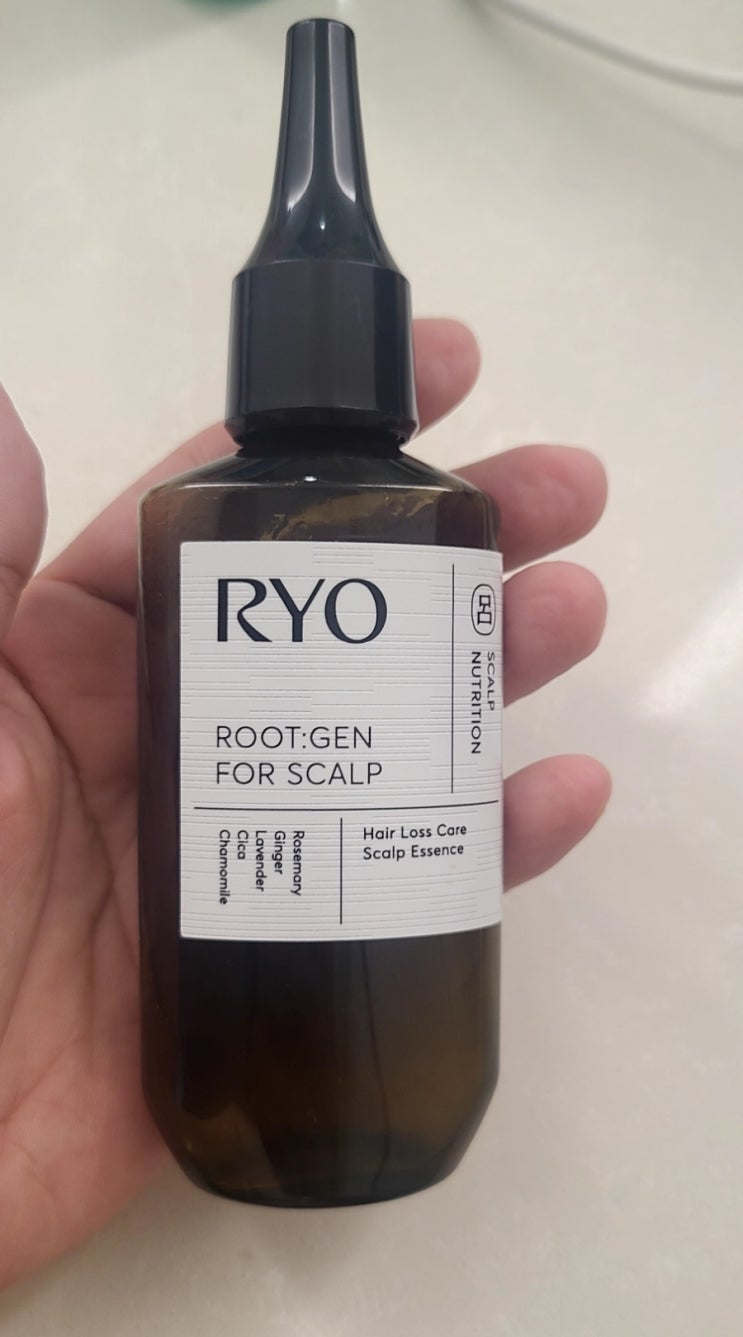 RYO
SCALP
NUTRITION
ROOT:GEN
FOR SCALP
Rosemary
Ginger
Lavender
Cica
Chamomile
Hair Loss Care
Scalp Essence